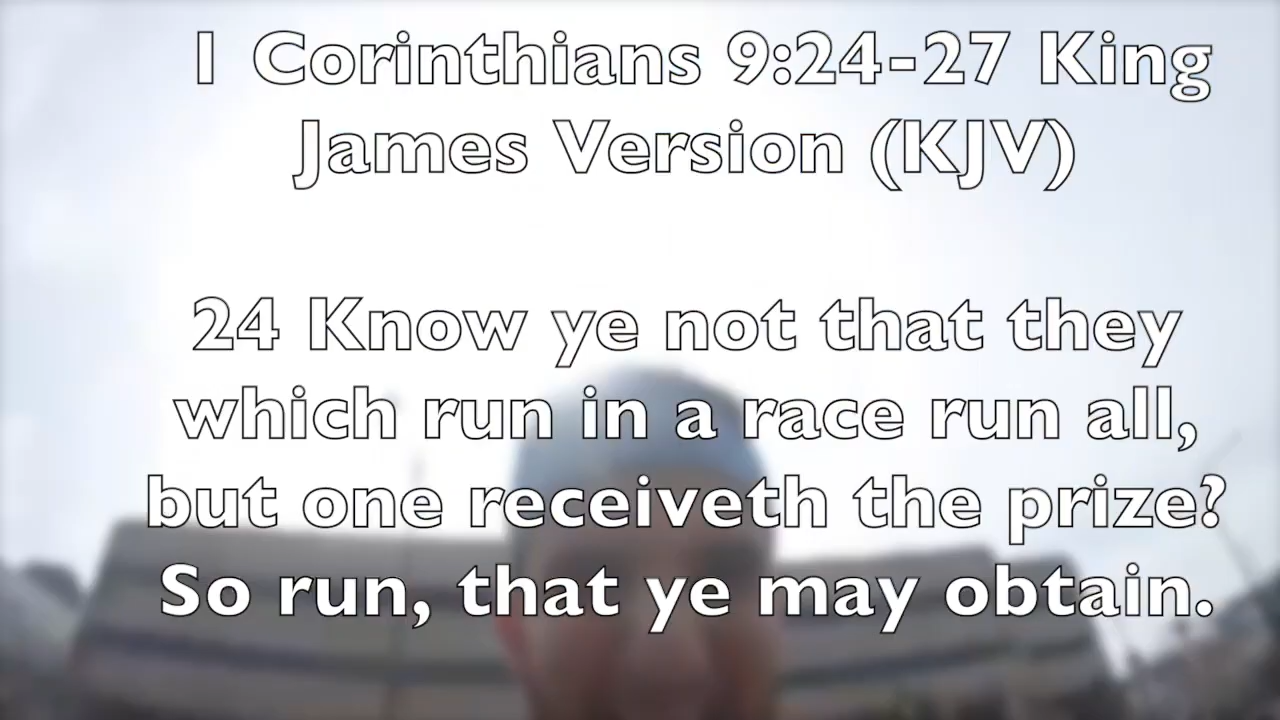 1 Corinthians 9:24-27 King
James Version (KJV)
24 Know ye not that they
which run in a race run all,
but one receiveth the prize?
So run, that ye may obtain.